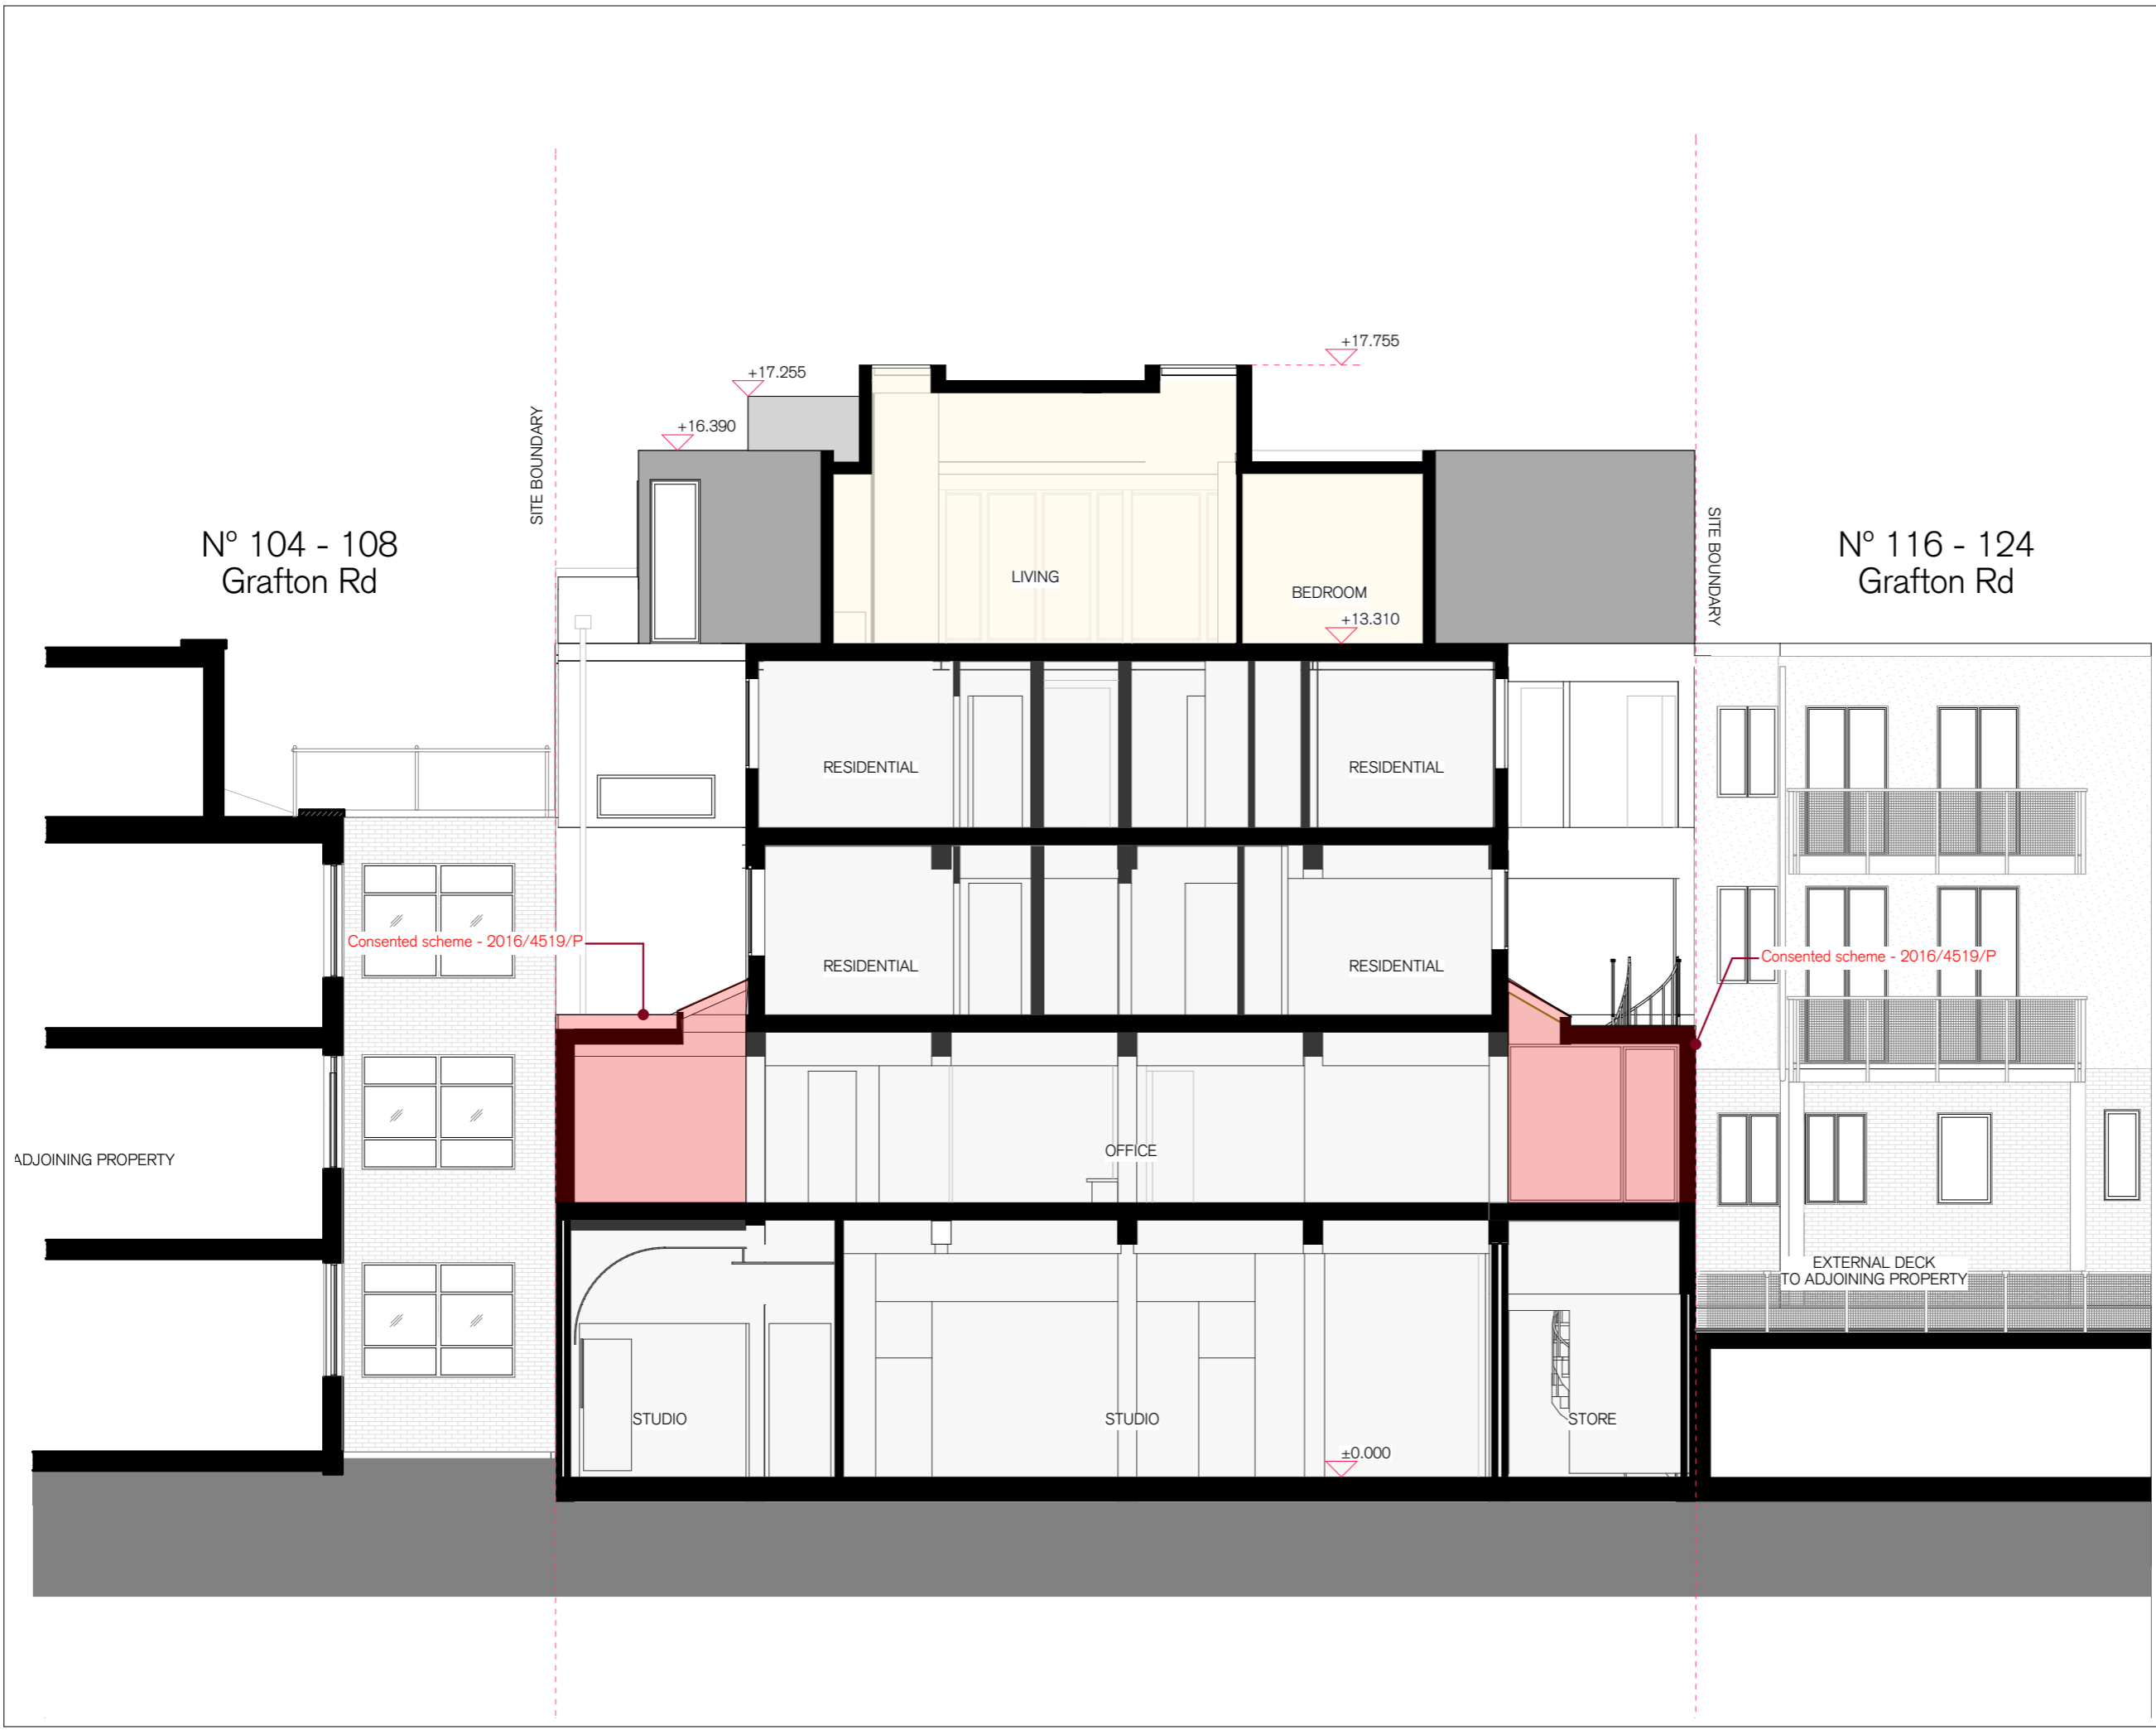 +17.755
+17.255
+16.390
SITE BOUNDARY
SITE BOUNDARY
Nº 104 - 108
Grafton Rd
Nº 116 - 124
Grafton Rd
LIVING
BEDROOM
+13.310
RESIDENTIAL
RESIDENTIAL
Consented scheme - 2016/4519/P
Consented scheme - 2016/4519/P
RESIDENTIAL
RESIDENTIAL
OFFICE
ADJOINING PROPERTY
EXTERNAL DECK
TO ADJOINING PROPERTY
STUDIO
STUDIO
STORE
±0.000